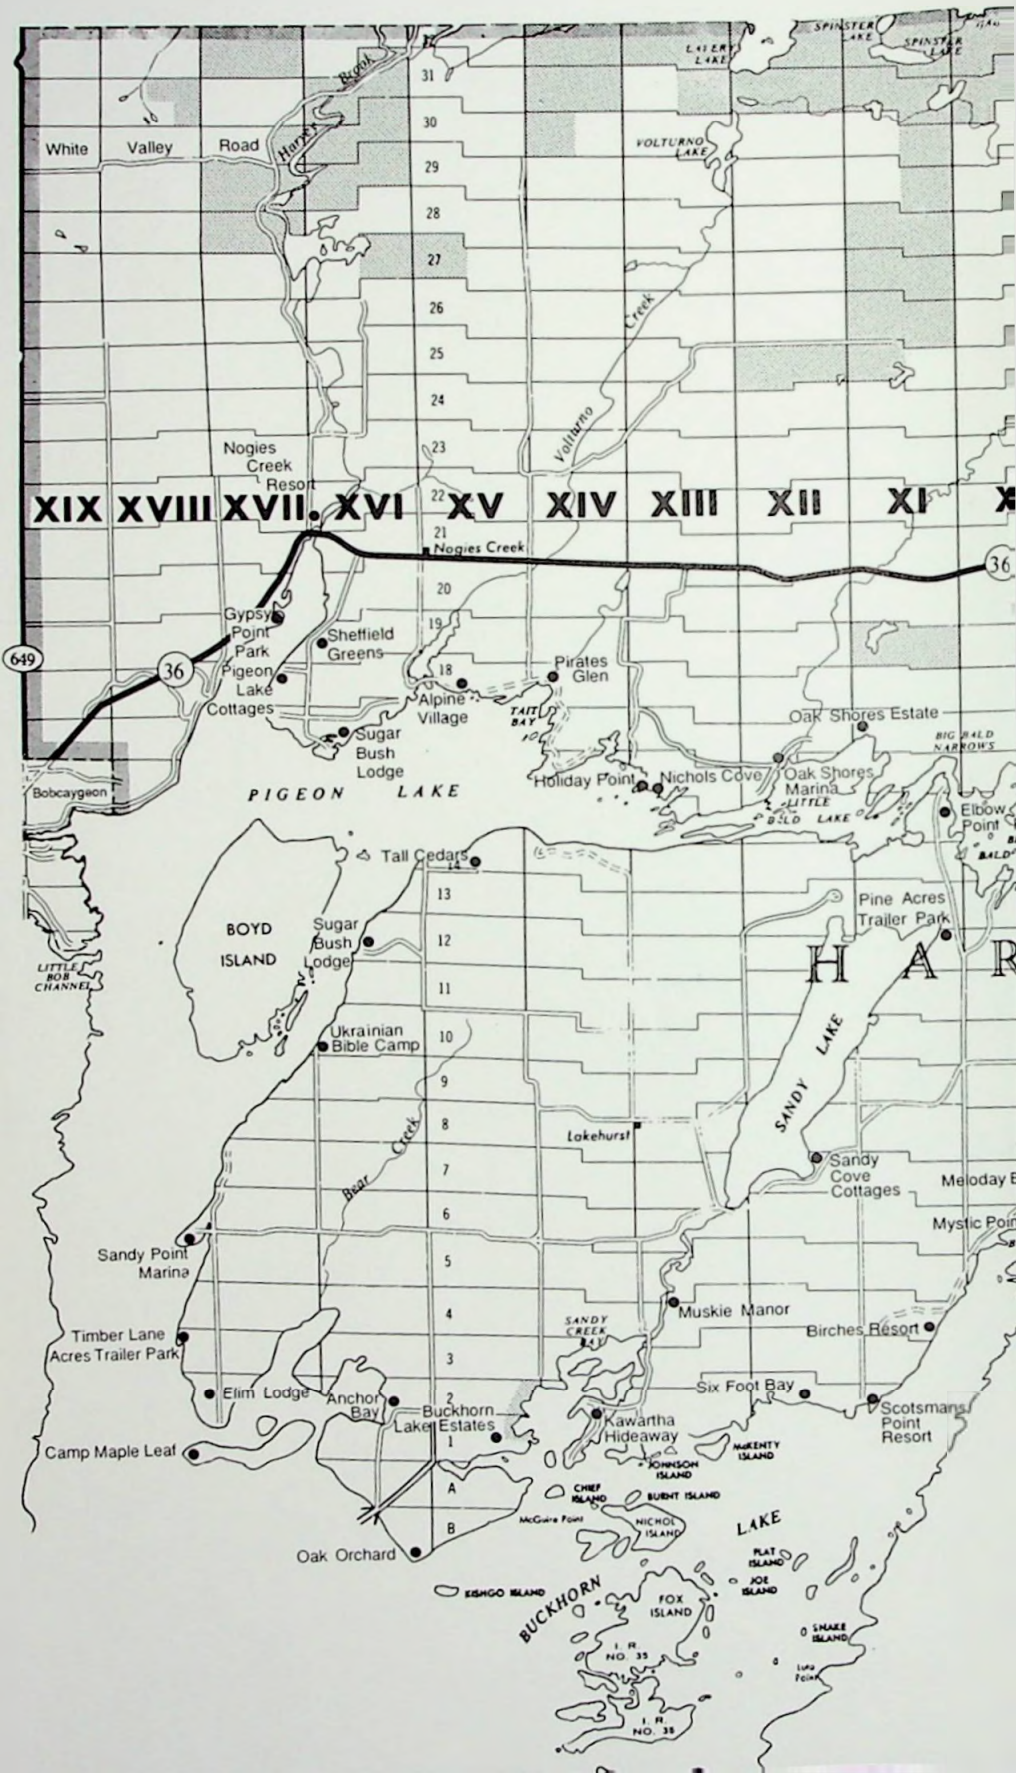 SPINSTER
LAKE
SPINSTER
LAKE
LAKE
31
Brook
30
White Valley Road
Harper
VOLTURNO
LAKE
29
28
27
26
Creek
25
24
Volturno
23
Nogies
Creek
Resort
22
XIX XVIII XVII XVI XV XIV XIII XII XI
21
Nogies Creek
36
20
Gypsy
Point
Park
19
Sheffield
Greens
649
36
Pigeon
Lake
Cottages
18
Alpine
Village
Pirates
Glen
TAIT
BAY
Oak Shores Estate
BIG BALD
NARROWS
Sugar
Bush
Lodge
Holiday Point
Nichols Cove
Oak Shores
Marina
LITTLE
BALD LAKE
Bobcaygeon
PIGEON LAKE
Elbow
Point
BALD
Tall Cedars
14
13
Pine Acres
Trailer Park
BOYD
ISLAND
Sugar
Bush
Lodge
12
HAR
LITTLE
BOB
CHANNEL
11
SANDY LAKE
Ukrainian
Bible Camp
10
9
8
Bear Creek
Lakehurst
7
Sandy
Cove
Cottages
Meloday
6
Mystic Poin
Sandy Point
Marina
5
4
Muskie Manor
SANDY
CREEK
BAY
Birches Resort
Timber Lane
Acres Trailer Park
3
Elim Lodge
Anchor
Bay
2
Six Foot Bay
Buckhorn
Lake Estates
1
Kawartha
Hideaway
Scotsmans
Point
Resort
Camp Maple Leaf
McKENTY
ISLAND
JOHNSON
ISLAND
A
CHIEF
ISLAND
BURNT ISLAND
McGuire Point
NICHOL
ISLAND
B
Oak Orchard
BUCKHORN LAKE
FLAT
ISLAND
JOE
ISLAND
KISHGO ISLAND
FOX
ISLAND
SNAKE
ISLAND
I. R.
NO. 35
Point
I. R.
NO. 35